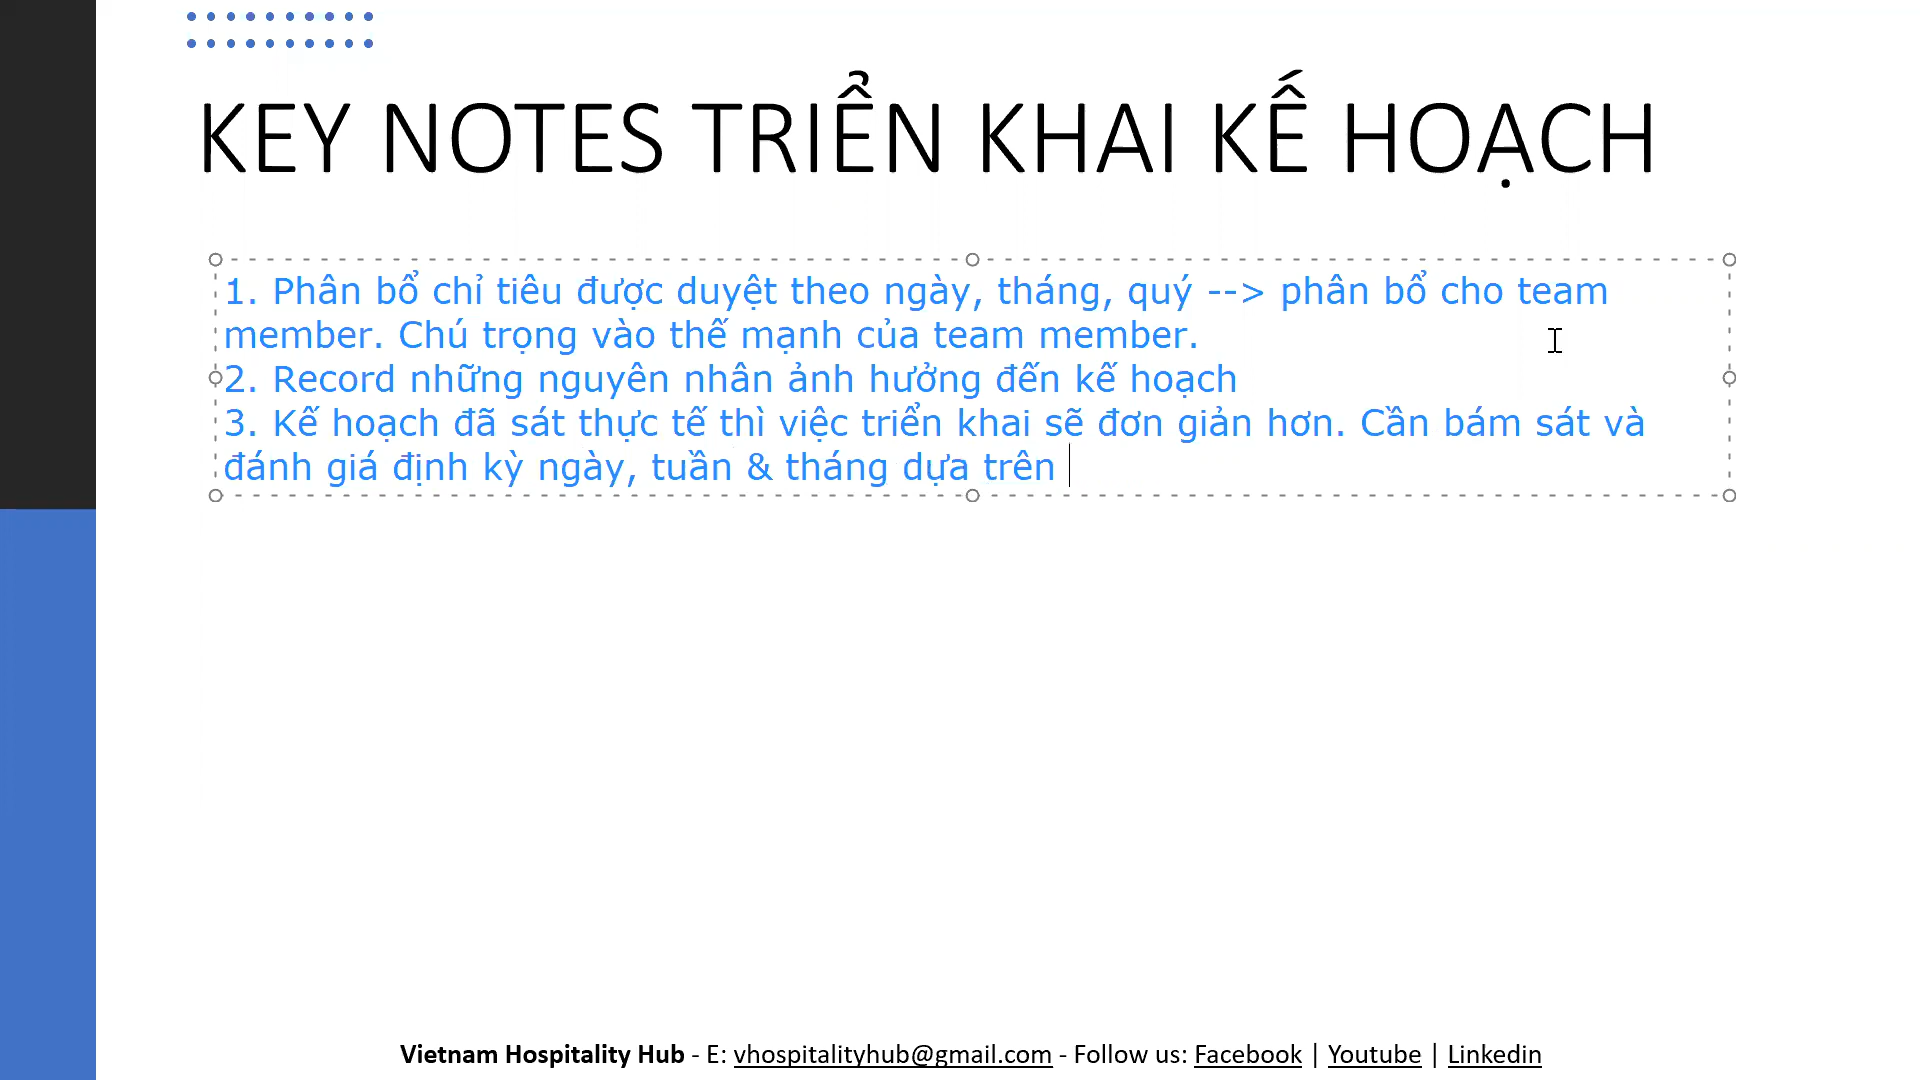 KEY NOTES TRIỂN KHAI KẾ HOẠCH
1. Phân bổ chỉ tiêu được duyệt theo ngày, tháng, quý --> phân bổ cho team
member. Chú trọng vào thế mạnh của team member.
2. Record những nguyên nhân ảnh hưởng đến kế hoạch
3. Kế hoạch đã sát thực tế thì việc triển khai sẽ đơn giản hơn. Cần bám sát và
đánh giá định kỳ ngày, tuần & tháng dựa trên
Vietnam Hospitality Hub - E: vhospitalityhub@gmail.com - Follow us: Facebook | Youtube | Linkedin